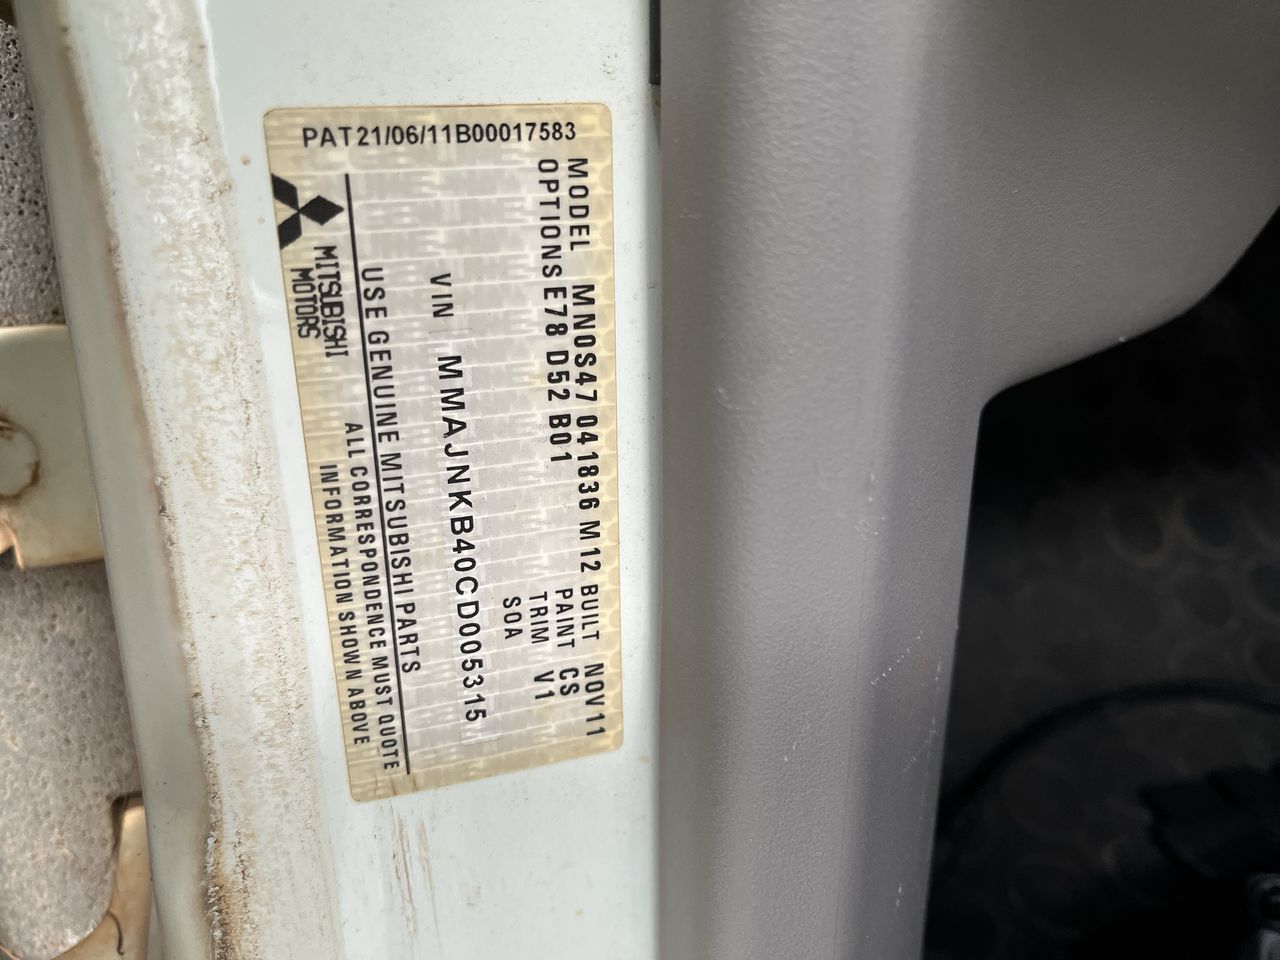 PAT21/06/11B00017583
MODEL MN0S47 041836 M12 BUILT NOV11
OPTIONS E78 D52 B01 PAINT CS
TRIM V1
SOA
VIN MMAJNKB40CD005315
USE GENUINE MITSUBISHI PARTS
MITSUBISHI
MOTORS
ALL CORRESPONDENCE MUST QUOTE
INFORMATION SHOWN ABOVE